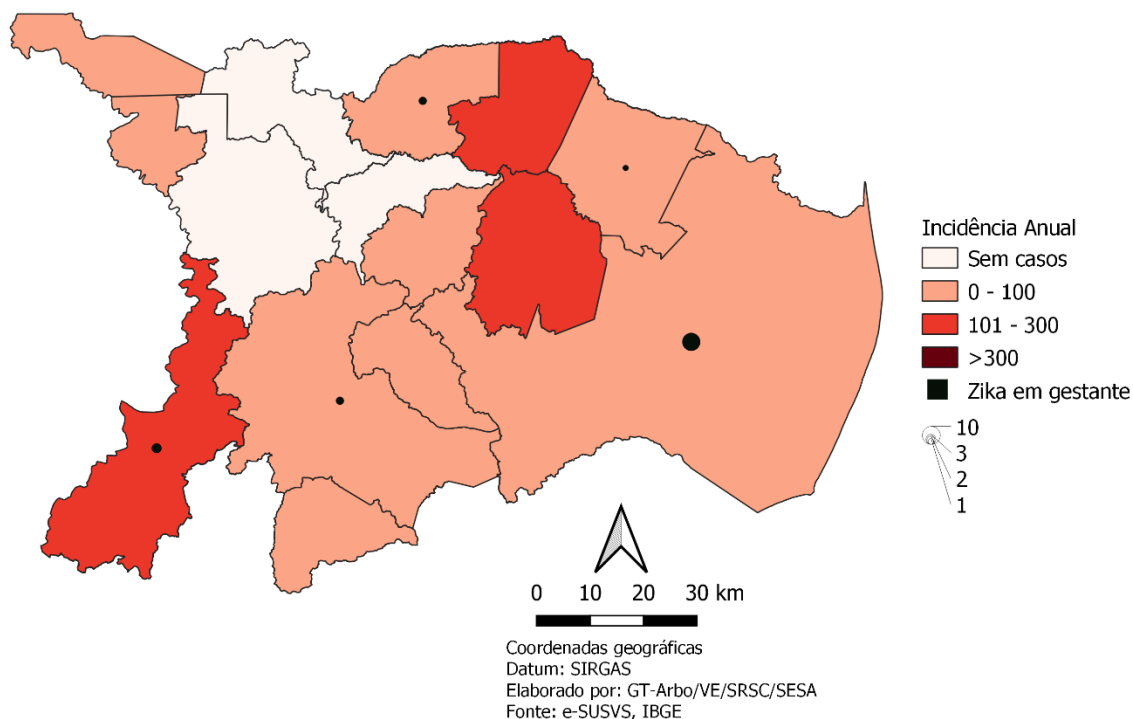 Incidência Anual
Sem casos
0 - 100
101 - 300
>300
Zika em gestante
10
3
2
1
0 10 20 30 km
Coordenadas geográficas
Datum: SIRGAS
Elaborado por: GT-Arbo/VE/SRSC/SESA
Fonte: e-SUSVS, IBGE